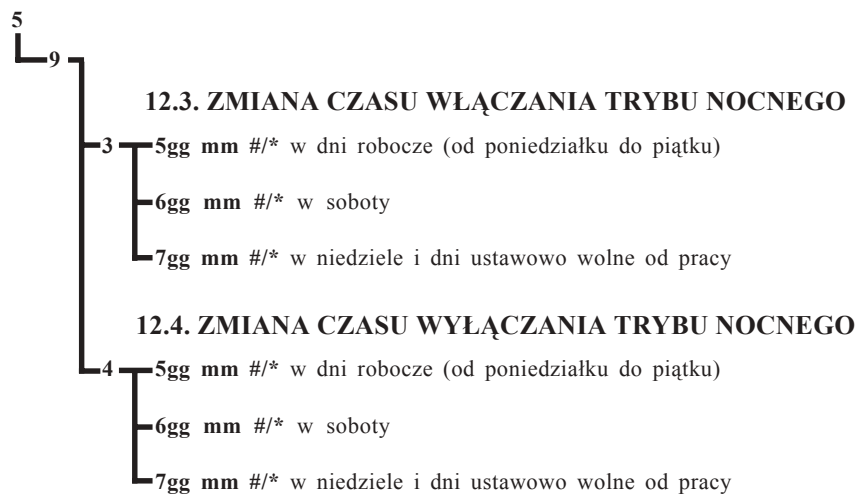 5
9
12.3. ZMIANA CZASU WŁĄCZANIA TRYBU NOCNEGO
3 5gg mm #/* w dni robocze (od poniedziałku do piątku)
6gg mm #/* w soboty
7gg mm #/* w niedziele i dni ustawowo wolne od pracy
12.4. ZMIANA CZASU WYŁĄCZANIA TRYBU NOCNEGO
4 5gg mm #/* w dni robocze (od poniedziałku do piątku)
6gg mm #/* w soboty
7gg mm #/* w niedziele i dni ustawowo wolne od pracy